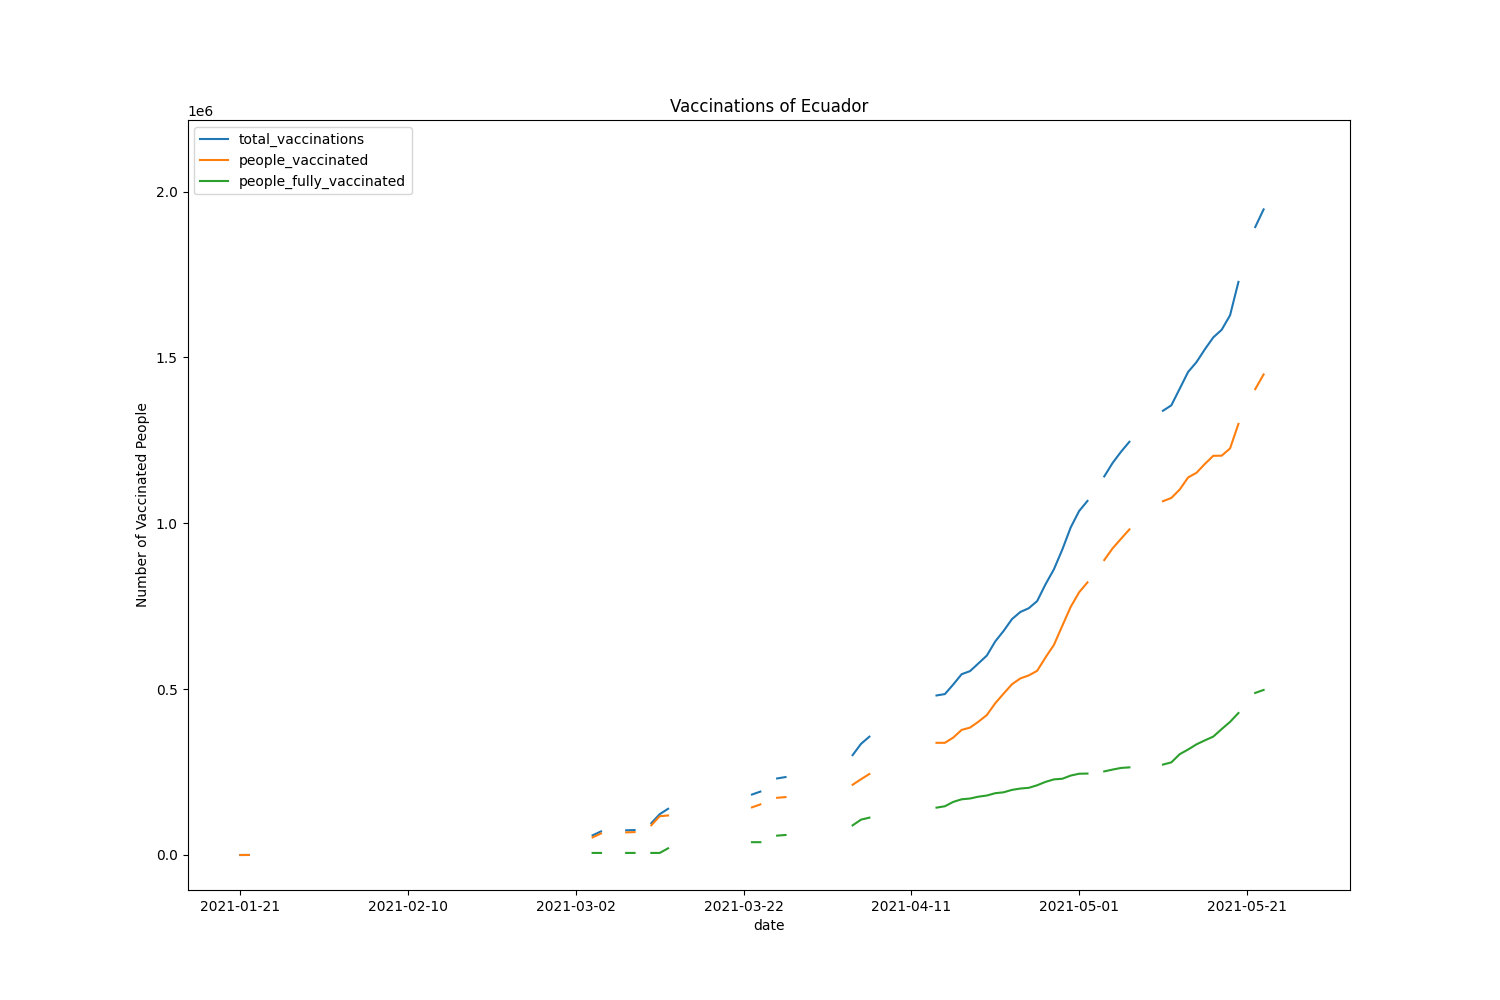 Vaccinations of Ecuador
1e6
total_vaccinations
people_vaccinated
people_fully_vaccinated
2.0
1.5
1.0
0.5
0.0
Number of Vaccinated People
2021-01-21 2021-02-10 2021-03-02 2021-03-22 2021-04-11 2021-05-01 2021-05-21
date